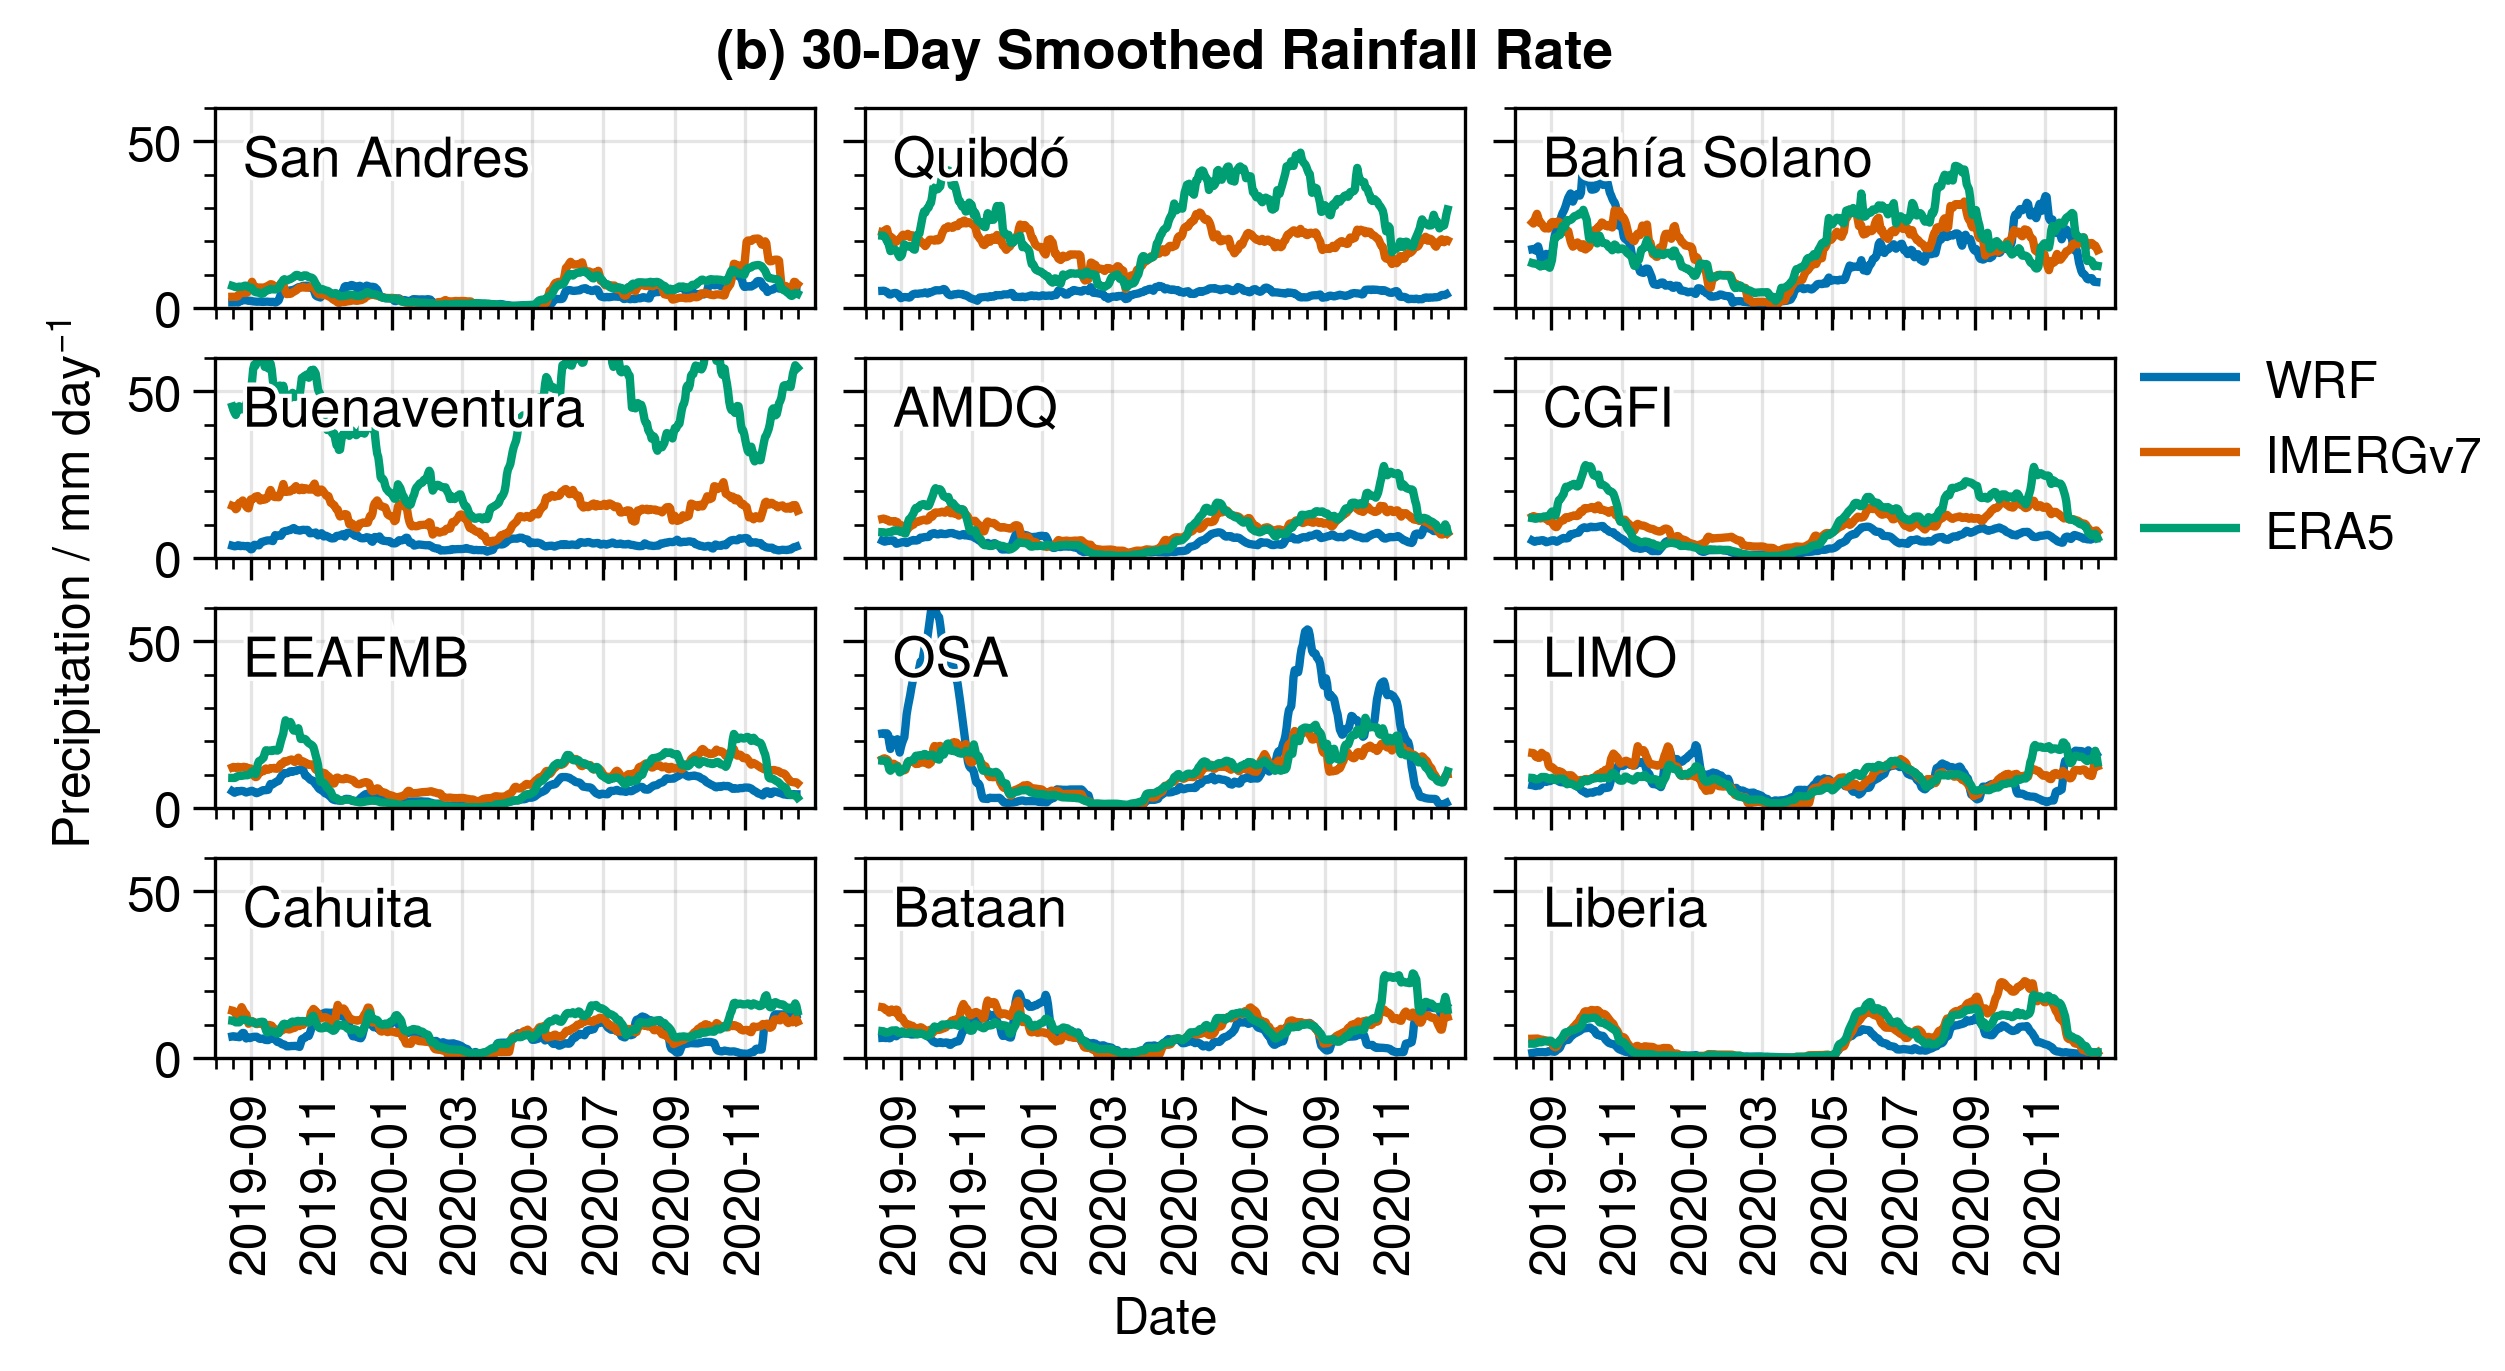 (b) 30-Day Smoothed Rainfall Rate
Precipitation / mm day⁻¹
50
0
San Andres
Quibdó
Bahía Solano
50
0
Buenaventura
AMDQ
CGFI
WRF
IMERGv7
ERA5
50
0
EEAFMB
OSA
LIMO
50
0
Cahuita
Bataan
Liberia
2019-09
2019-11
2020-01
2020-03
2020-05
2020-07
2020-09
2020-11
2019-09
2019-11
2020-01
2020-03
2020-05
2020-07
2020-09
2020-11
2019-09
2019-11
2020-01
2020-03
2020-05
2020-07
2020-09
2020-11
Date